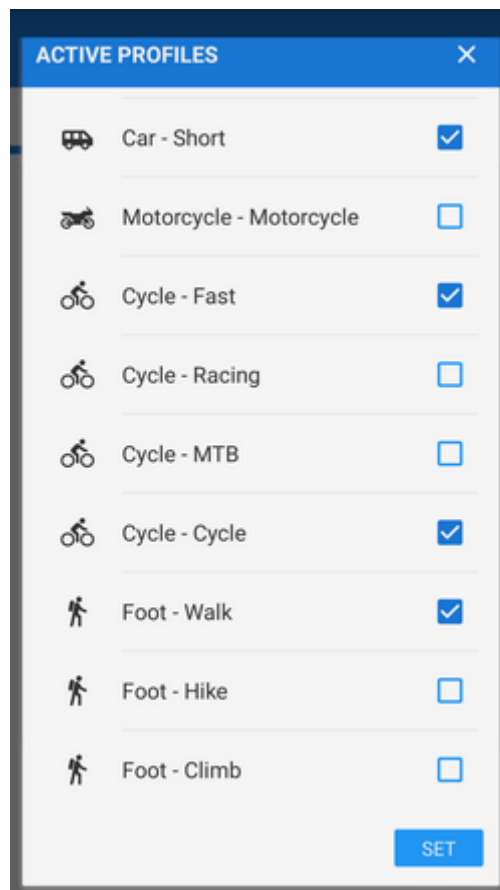 ACTIVE PROFILES
Car - Short
Motorcycle - Motorcycle
Cycle - Fast
Cycle - Racing
Cycle - MTB
Cycle - Cycle
Foot - Walk
Foot - Hike
Foot - Climb
SET